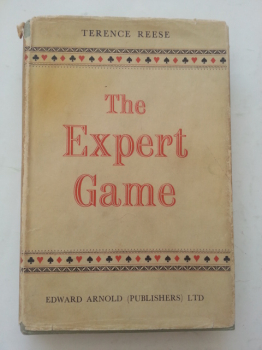 TERENCE REESE
The
Expert
Game
EDWARD ARNOLD (PUBLISHERS) LTD